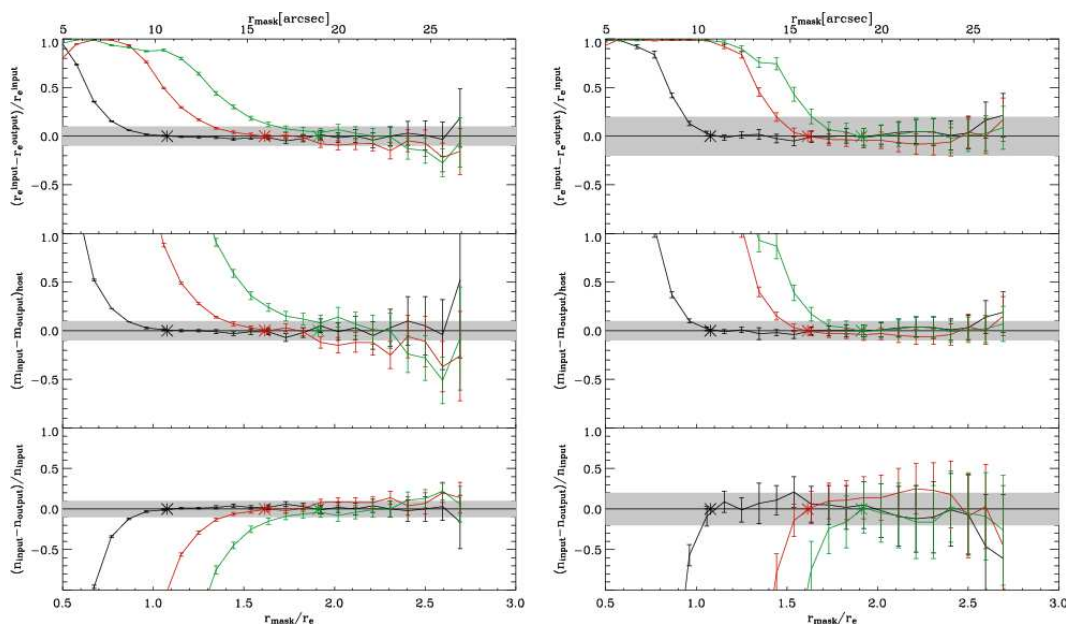 r_mask[arcsec]
5 10 15 20 25
1.0
0.5
0.0
−0.5
(r_e^input−r_e^output)/r_e^input
1.0
0.5
0.0
−0.5
(m_input−m_output)_host
1.0
0.5
0.0
−0.5
(n_input−n_output)/n_input
0.5 1.0 1.5 2.0 2.5 3.0
r_mask/r_e
r_mask[arcsec]
5 10 15 20 25
1.0
0.5
0.0
−0.5
(r_e^input−r_e^output)/r_e^input
1.0
0.5
0.0
−0.5
(m_input−m_output)_host
1.0
0.5
0.0
−0.5
(n_input−n_output)/n_input
0.5 1.0 1.5 2.0 2.5 3.0
r_mask/r_e